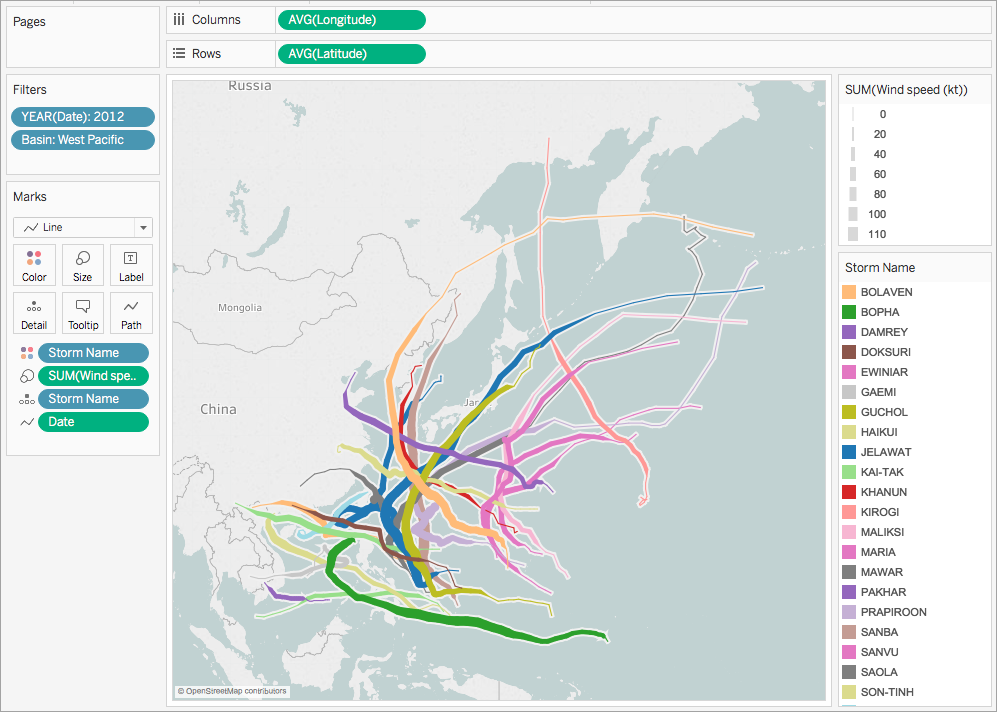 Pages
Columns
AVG(Longitude)
Rows
AVG(Latitude)
Filters
YEAR(Date): 2012
Basin: West Pacific
Marks
Line
Color
Size
Label
Detail
Tooltip
Path
Storm Name
SUM(Wind spe..
Storm Name
Date
Russia
Mongolia
China
© OpenStreetMap contributors
SUM(Wind speed (kt))
0
20
40
60
80
100
110
Storm Name
BOLAVEN
BOPHA
DAMREY
DOKSURI
EWINIAR
GAEMI
GUCHOL
HAIKUI
JELAWAT
KAI-TAK
KHANUN
KIROGI
MALIKSI
MARIA
MAWAR
PAKHAR
PRAPIROON
SANBA
SANVU
SAOLA
SON-TINH